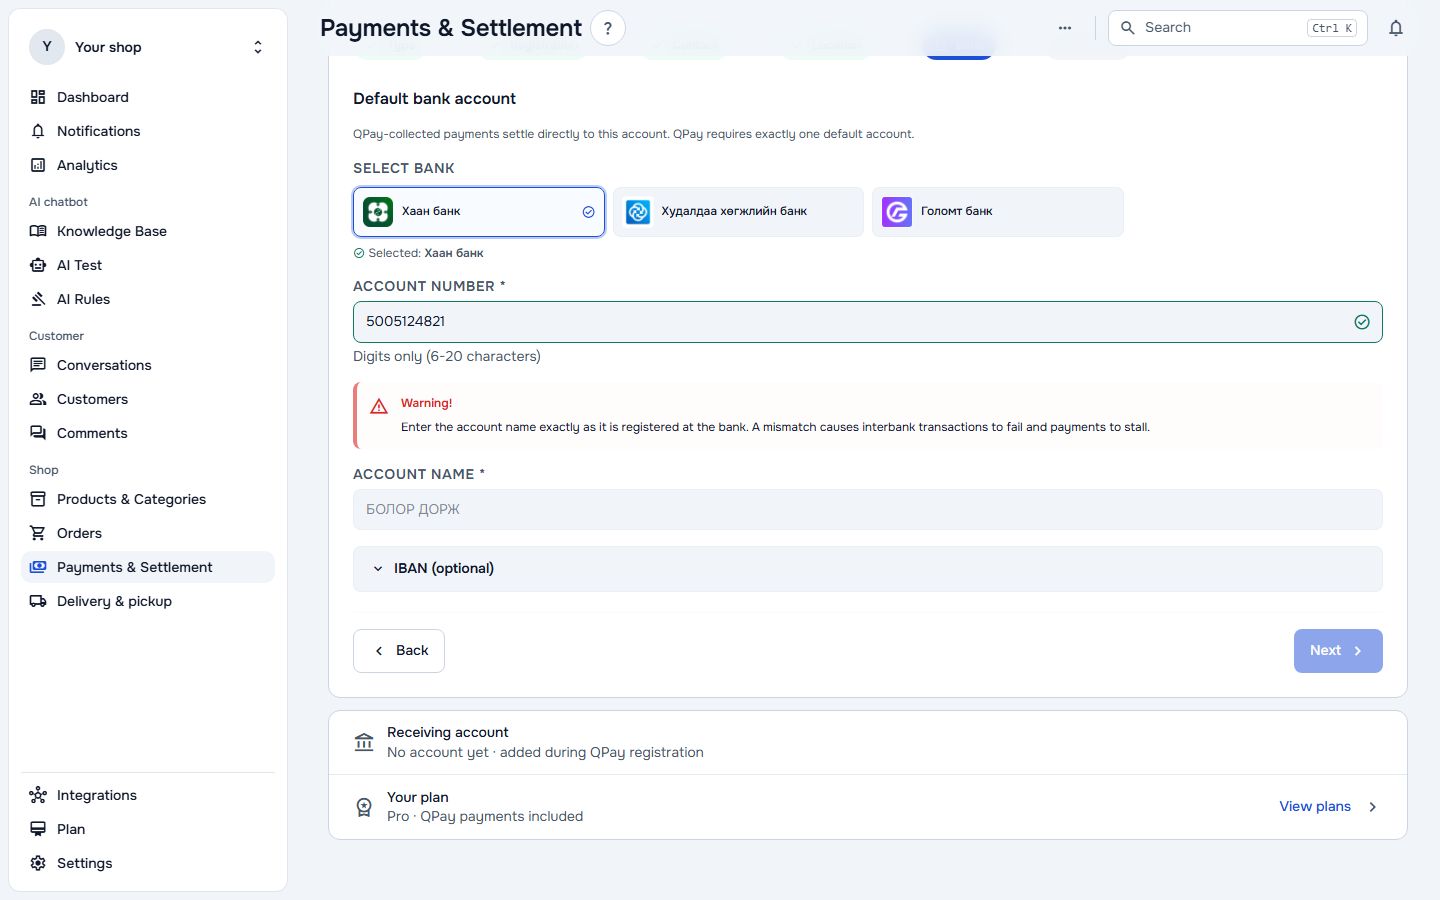 Y
Your shop
Dashboard
Notifications
Analytics
AI chatbot
Knowledge Base
AI Test
AI Rules
Customer
Conversations
Customers
Comments
Shop
Products & Categories
Orders
Payments & Settlement
Delivery & pickup
Integrations
Plan
Settings
Payments & Settlement
?
Search
Ctrl K
Default bank account
QPay-collected payments settle directly to this account. QPay requires exactly one default account.
SELECT BANK
Хаан банк
Худалдаа хөгжлийн банк
Голомт банк
Selected: Хаан банк
ACCOUNT NUMBER *
5005124821
Digits only (6-20 characters)
Warning!
Enter the account name exactly as it is registered at the bank. A mismatch causes interbank transactions to fail and payments to stall.
ACCOUNT NAME *
БОЛОР ДОРЖ
IBAN (optional)
Back
Next
Receiving account
No account yet · added during QPay registration
Your plan
Pro · QPay payments included
View plans